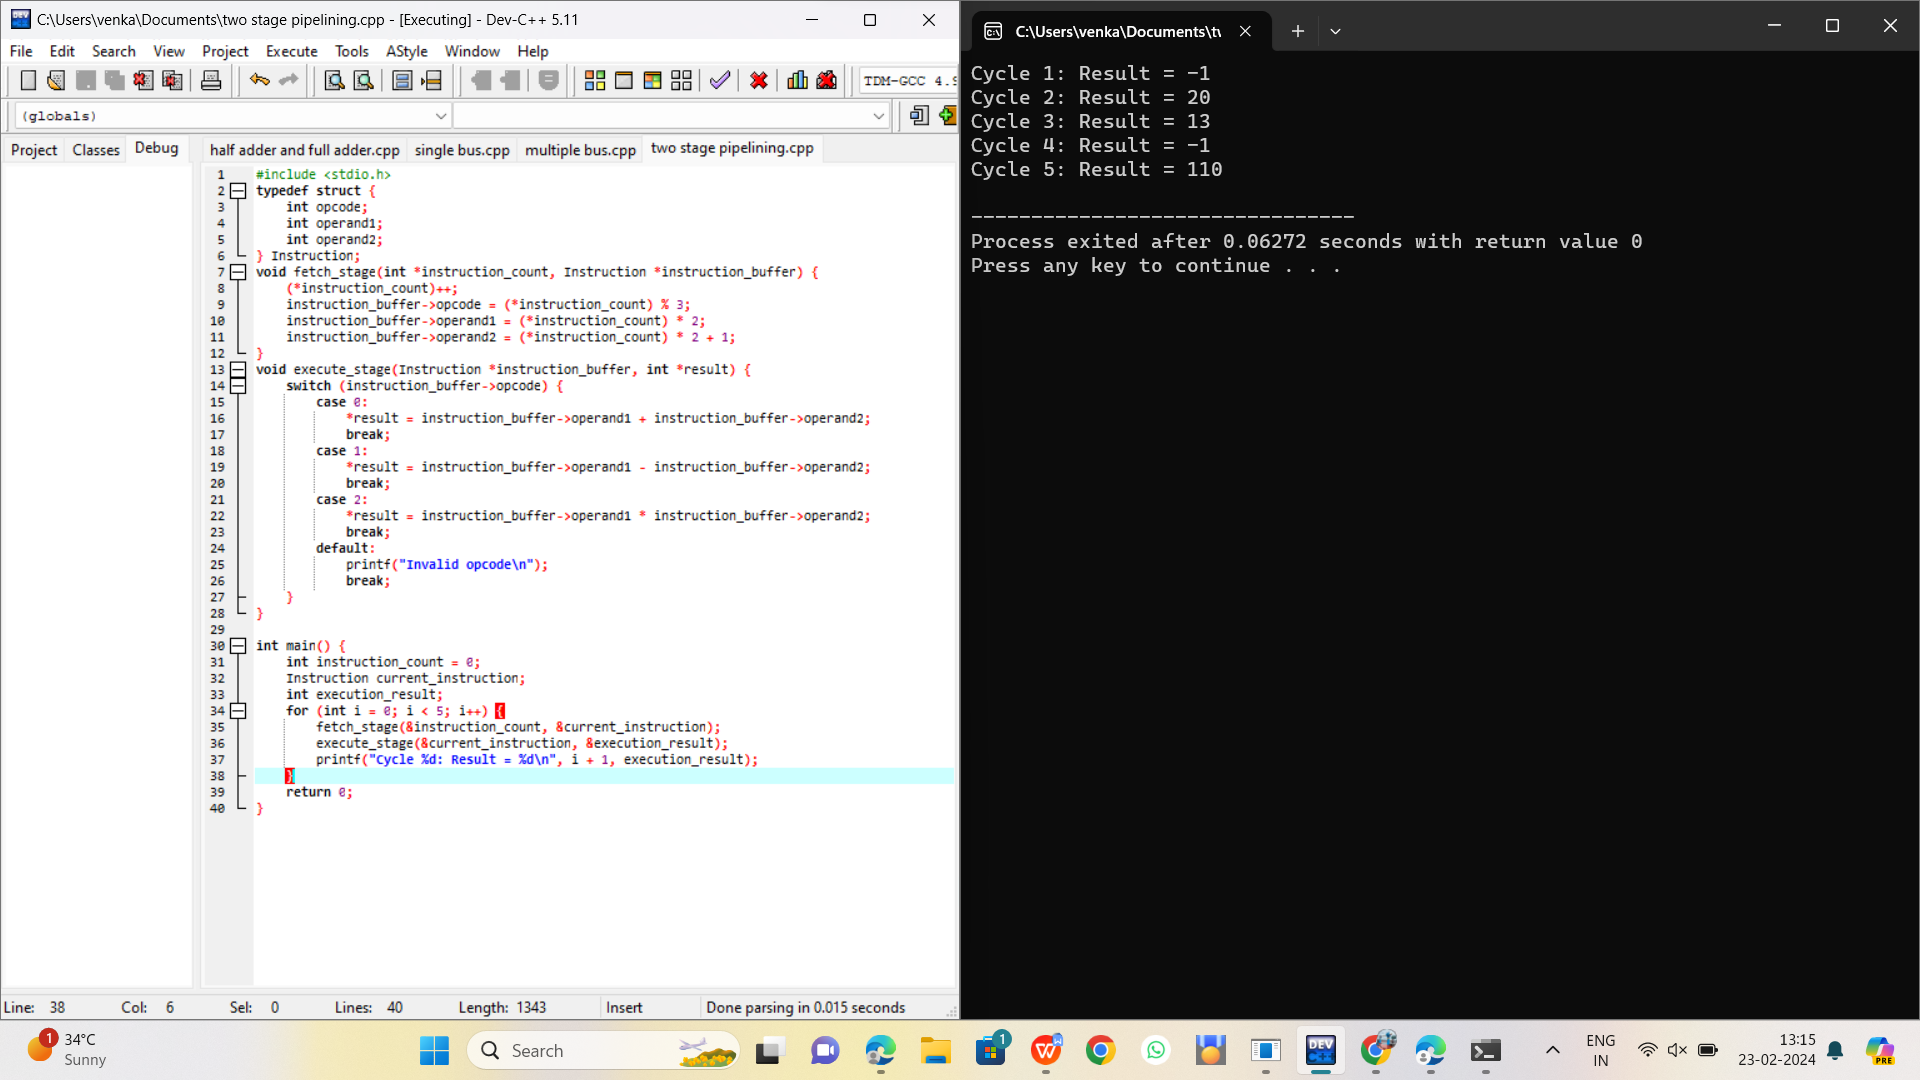 C:\Users\venka\Documents\two stage pipelining.cpp - [Executing] - Dev-C++ 5.11
File Edit Search View Project Execute Tools AStyle Window Help
TDM-GCC 4.9
(globals)
Project Classes Debug
half adder and full adder.cpp single bus.cpp multiple bus.cpp two stage pipelining.cpp
1 #include <stdio.h>
2 typedef struct {
3 int opcode;
4 int operand1;
5 int operand2;
6 } Instruction;
7 void fetch_stage(int *instruction_count, Instruction *instruction_buffer) {
8 (*instruction_count)++;
9 instruction_buffer->opcode = (*instruction_count) % 3;
10 instruction_buffer->operand1 = (*instruction_count) * 2;
11 instruction_buffer->operand2 = (*instruction_count) * 2 + 1;
12 }
13 void execute_stage(Instruction *instruction_buffer, int *result) {
14 switch (instruction_buffer->opcode) {
15 case 0:
16 *result = instruction_buffer->operand1 + instruction_buffer->operand2;
17 break;
18 case 1:
19 *result = instruction_buffer->operand1 - instruction_buffer->operand2;
20 break;
21 case 2:
22 *result = instruction_buffer->operand1 * instruction_buffer->operand2;
23 break;
24 default:
25 printf("Invalid opcode\n");
26 break;
27 }
28 }
29
30 int main() {
31 int instruction_count = 0;
32 Instruction current_instruction;
33 int execution_result;
34 for (int i = 0; i < 5; i++) {
35 fetch_stage(&instruction_count, &current_instruction);
36 execute_stage(&current_instruction, &execution_result);
37 printf("Cycle %d: Result = %d\n", i + 1, execution_result);
38 }
39 return 0;
40 }
Line: 38 Col: 6 Sel: 0 Lines: 40 Length: 1343 Insert Done parsing in 0.015 seconds
C:\Users\venka\Documents\tw
Cycle 1: Result = -1
Cycle 2: Result = 20
Cycle 3: Result = 13
Cycle 4: Result = -1
Cycle 5: Result = 110
--------------------------------
Process exited after 0.06272 seconds with return value 0
Press any key to continue . . .
1 34°C
Sunny
Search
1
DEV
ENG
IN
13:15
23-02-2024
PRE